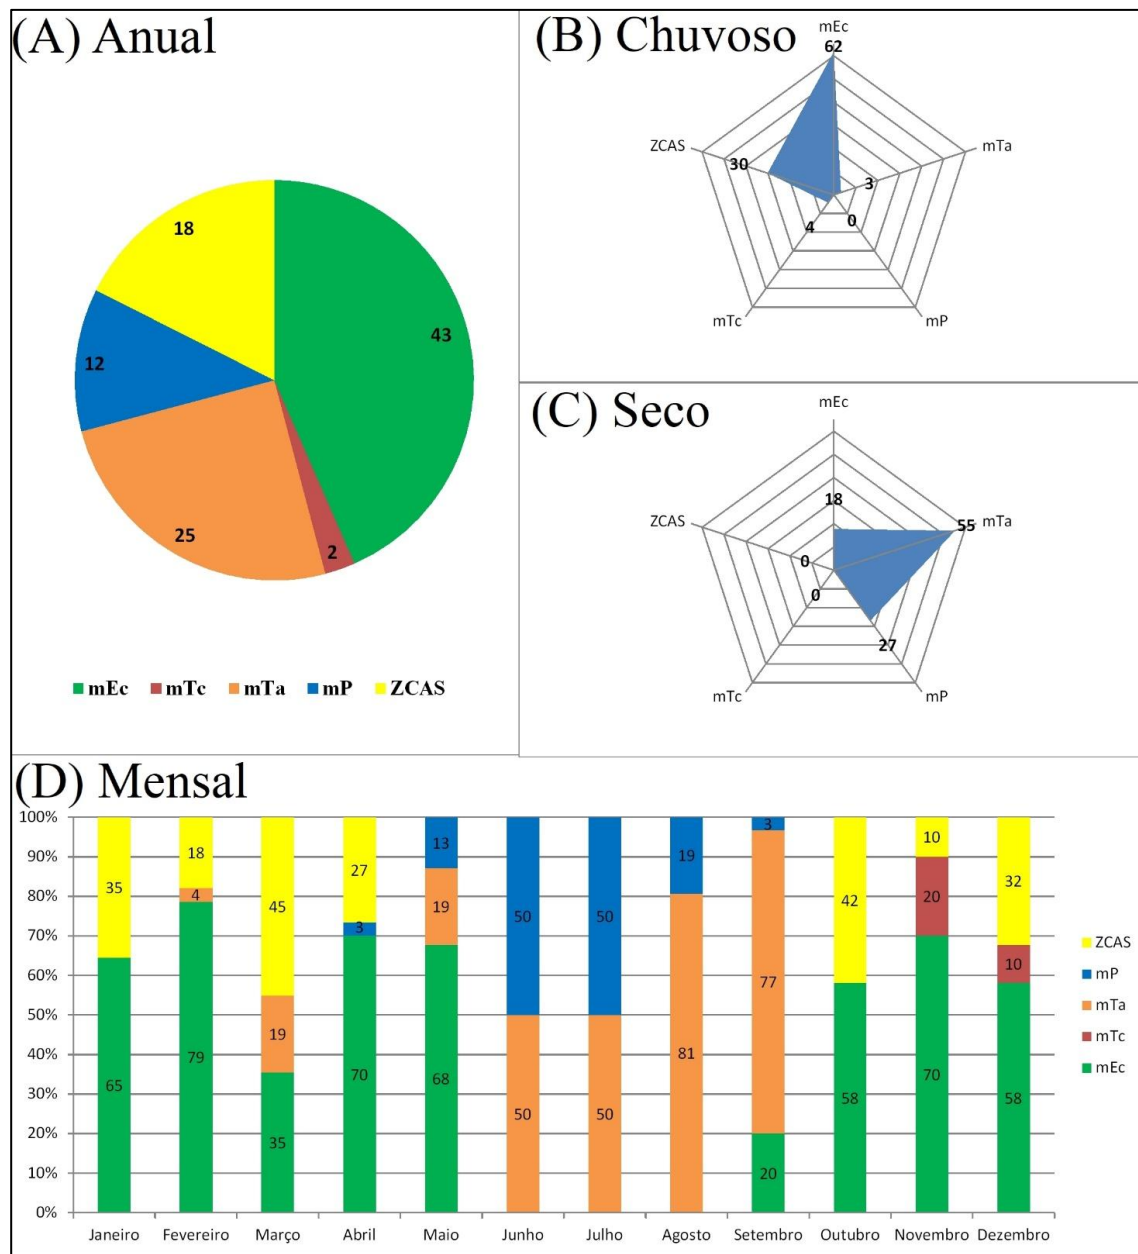 (A) Anual
18
43
12
25
2
mEc mTc mTa mP ZCAS
(B) Chuvoso
mEc
62
ZCAS
30
mTa
3
4
0
mTc
mP
(C) Seco
mEc
18
ZCAS
55
mTa
0
0
27
mTc
mP
(D) Mensal
100%
90%
80%
70%
60%
50%
40%
30%
20%
10%
0%
35
65
18
4
79
45
19
35
27
3
70
13
19
68
50
50
50
50
19
81
3
77
20
42
58
10
20
70
32
10
58
Janeiro Fevereiro Março Abril Maio Junho Julho Agosto Setembro Outubro Novembro Dezembro
ZCAS
mP
mTa
mTc
mEc